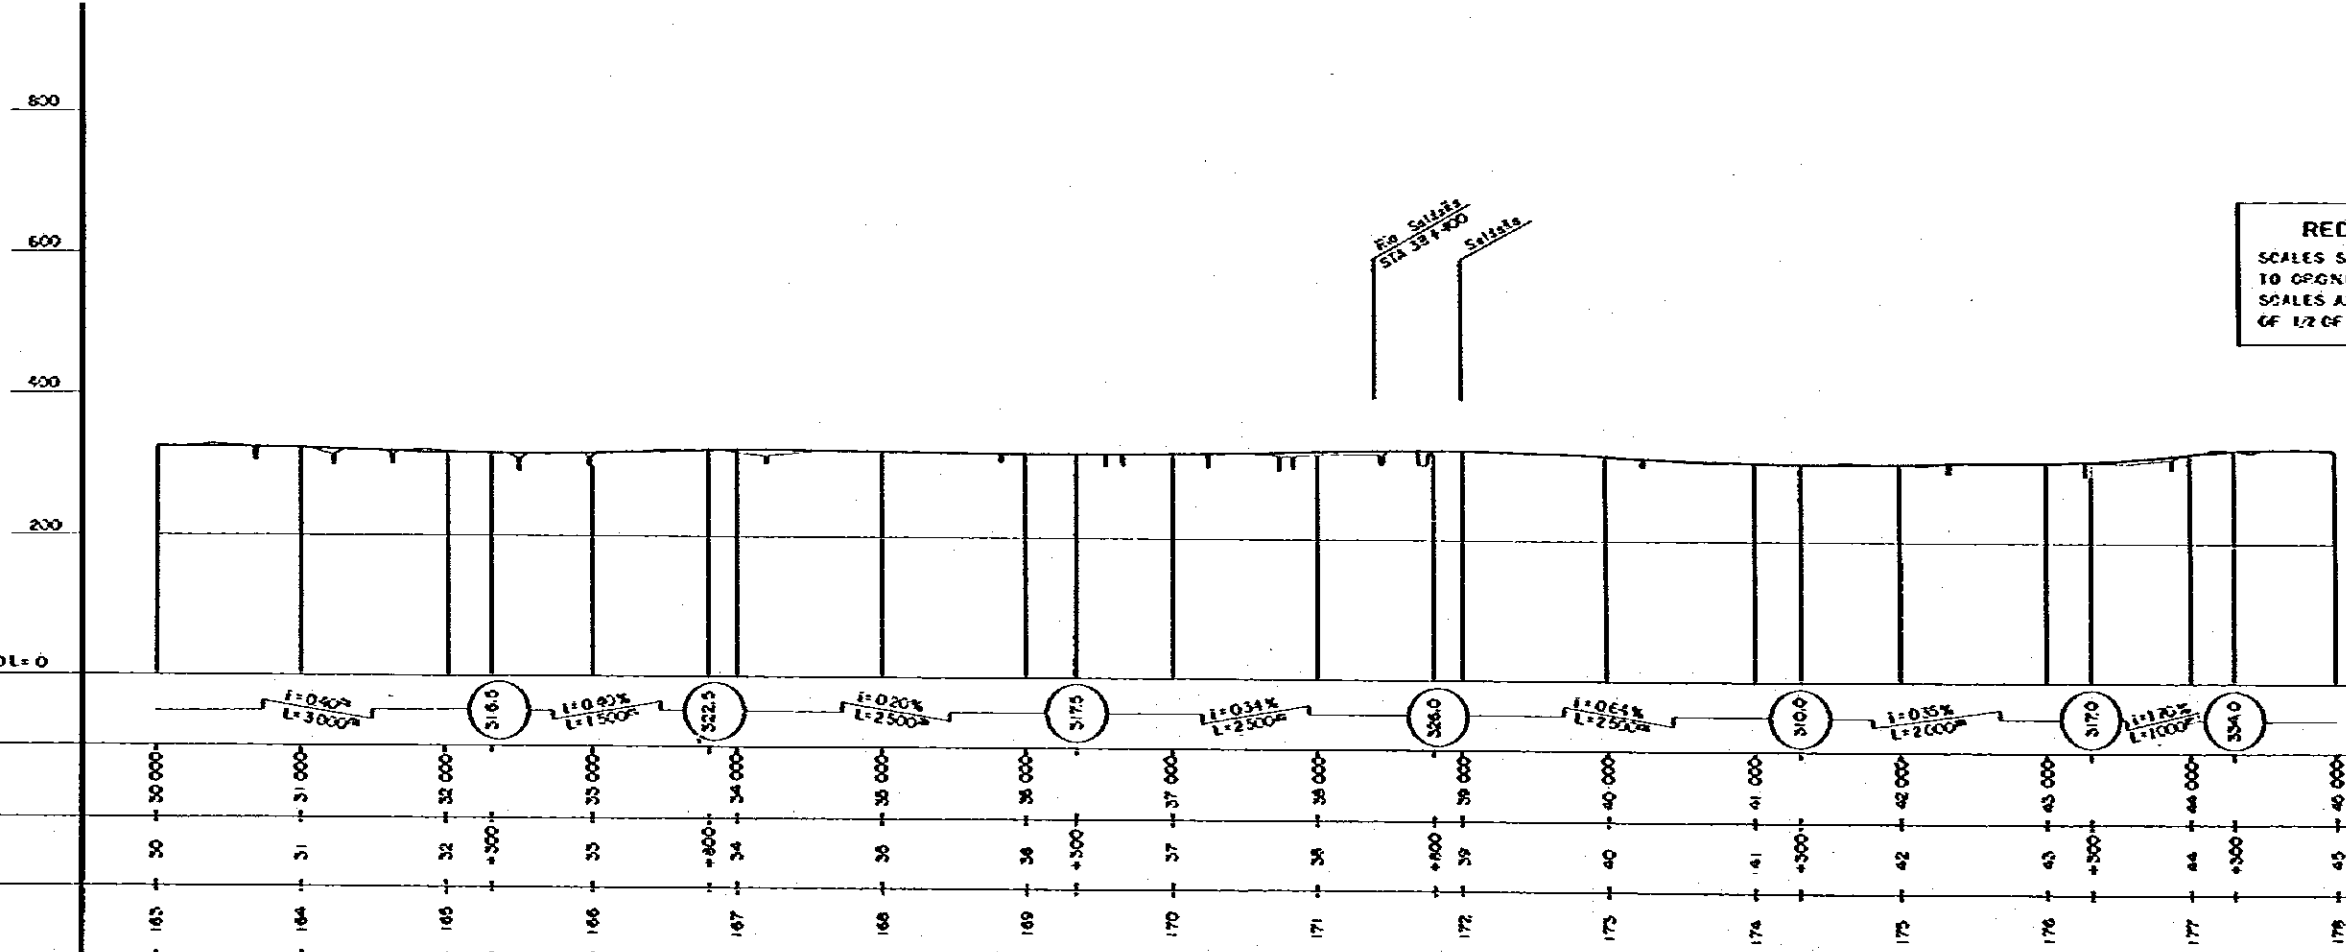 800
600
400
200
DL=0
Río Saldaña
STA 38+400
Saldaña
RED
SCALES S
TO ORGN
SCALES A
OF 1/2 OF
i=0.40%
L=3000m
316.5
i=0.40%
L=1500m
322.5
i=0.20%
L=2500m
317.5
i=0.34%
L=2500m
326.0
i=0.64%
L=2500m
310.0
i=0.35%
L=2000m
317.0
i=1.70%
L=1000m
334.0
30 000 31 000 32 000 33 000 34 000 35 000 36 000 37 000 38 000 39 000 40 000 41 000 42 000 43 000 44 000 45 000
30 31 32 +300 33 +800 34 35 36 +300 37 38 +800 39 40 41 +300 42 43 +300 44 +300 45
163 164 165 166 167 168 169 170 171 172 173 174 175 176 177 178